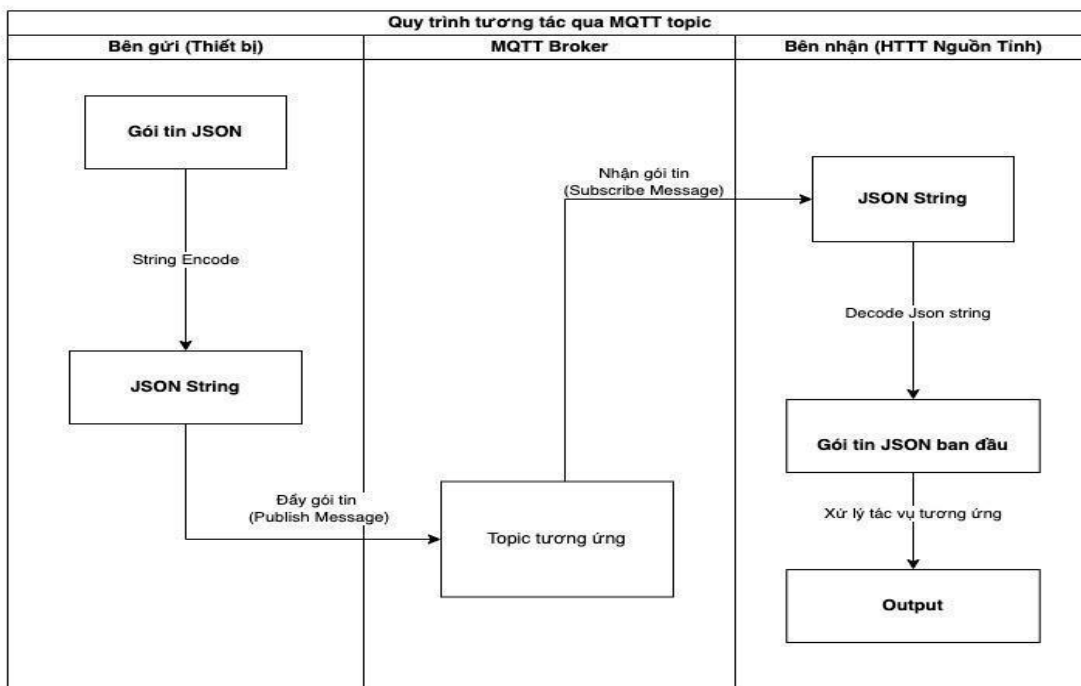 Quy trình tương tác qua MQTT topic
Bên gửi (Thiết bị)
MQTT Broker
Bên nhận (HTTT Nguồn Tỉnh)
Gói tin JSON
String Encode
JSON String
Đẩy gói tin
(Publish Message)
Topic tương ứng
Nhận gói tin
(Subscribe Message)
JSON String
Decode Json string
Gói tin JSON ban đầu
Xử lý tác vụ tương ứng
Output